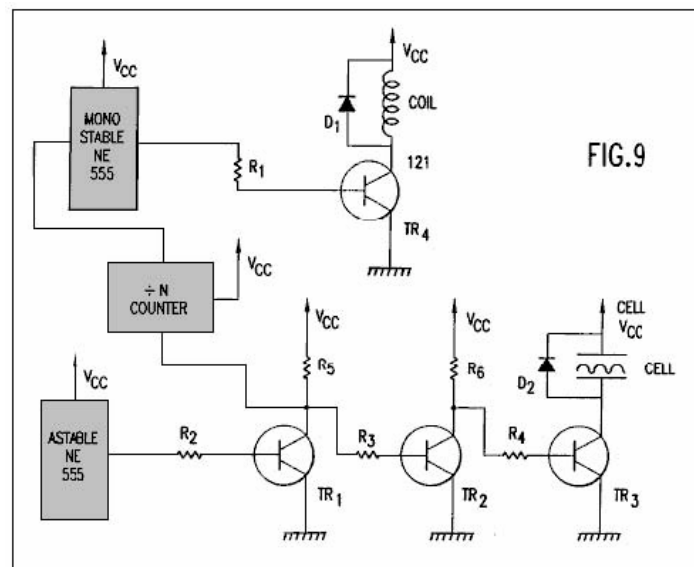 VCC
MONO
STABLE
NE
555
R1
VCC
D1
COIL
121
TR4
FIG.9
÷ N
COUNTER
VCC
VCC
ASTABLE
NE
555
R2
VCC
R5
TR1
R3
VCC
R6
TR2
R4
CELL
VCC
D2
CELL
TR3